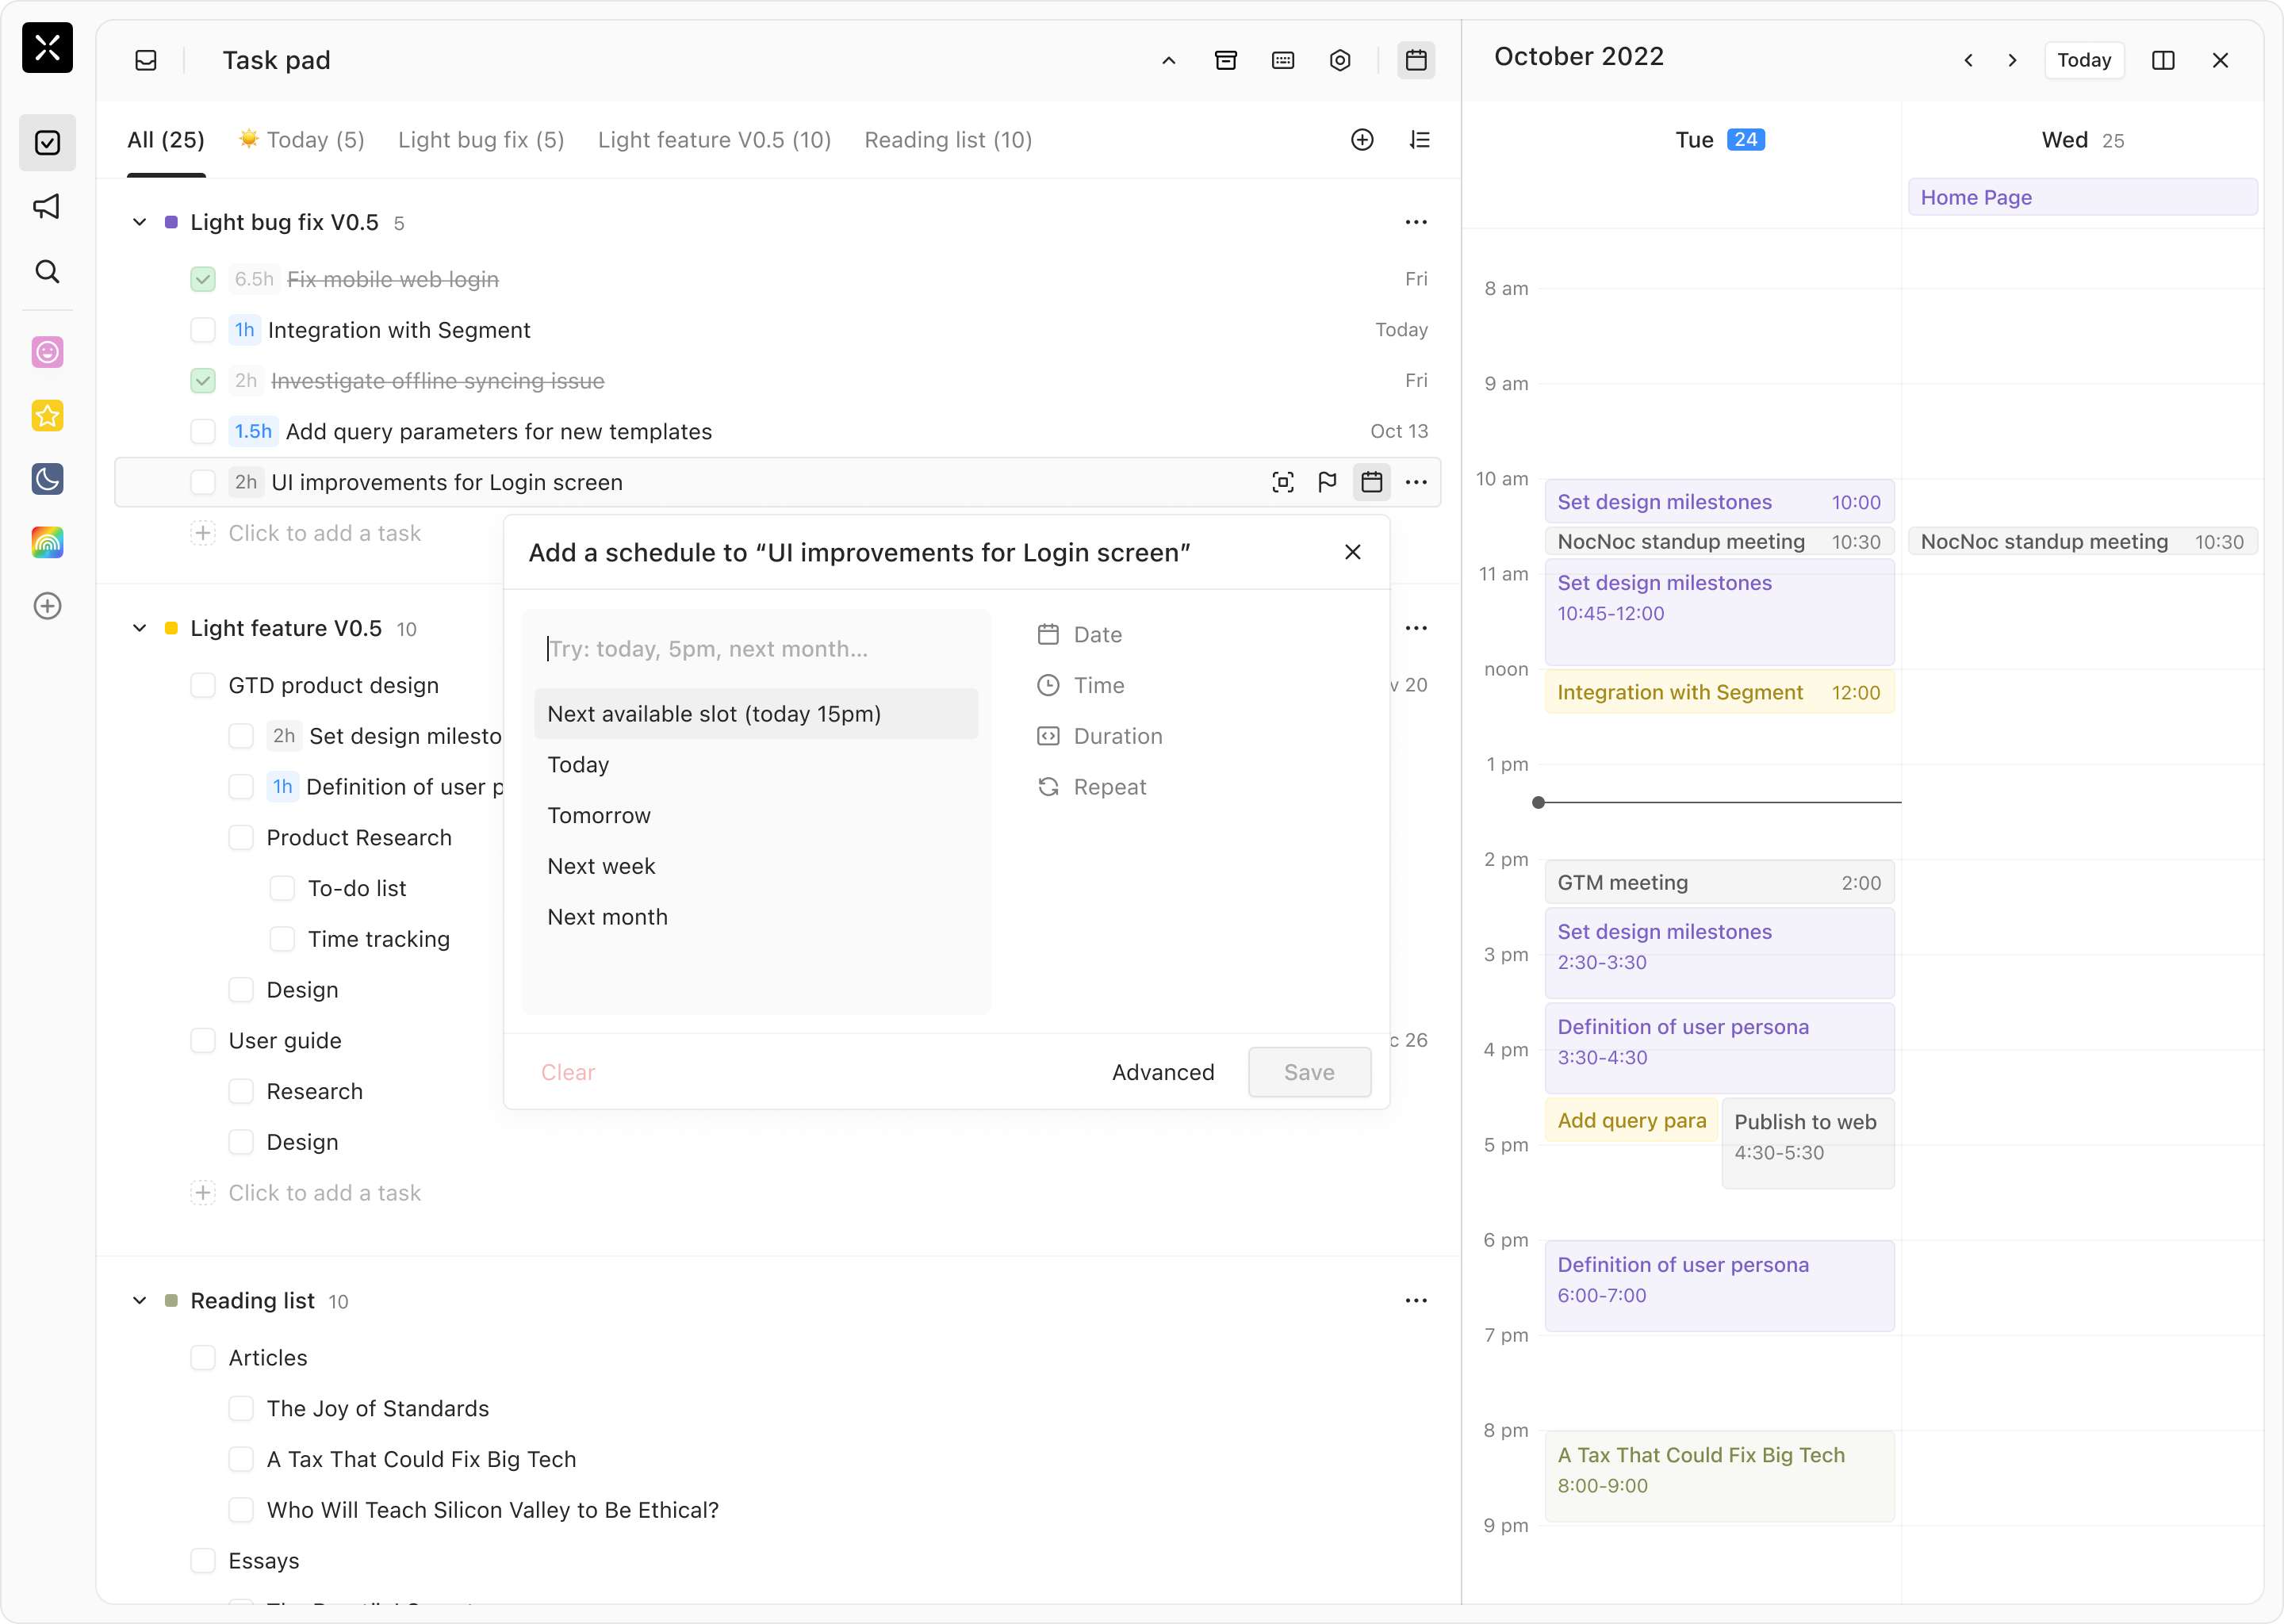 Task pad
All (25)
Today (5)
Light bug fix (5)
Light feature V0.5 (10)
Reading list (10)
Light bug fix V0.5 5
6.5h Fix mobile web login Fri
1h Integration with Segment Today
2h Investigate offline syncing issue Fri
1.5h Add query parameters for new templates Oct 13
2h UI improvements for Login screen
Click to add a task
Light feature V0.5 10
GTD product design
v 20
2h Set design milesto
1h Definition of user p
Product Research
To-do list
Time tracking
Design
User guide
c 26
Research
Design
Click to add a task
Reading list 10
Articles
The Joy of Standards
A Tax That Could Fix Big Tech
Who Will Teach Silicon Valley to Be Ethical?
Essays
Add a schedule to “UI improvements for Login screen”
Try: today, 5pm, next month...
Next available slot (today 15pm)
Today
Tomorrow
Next week
Next month
Date
Time
Duration
Repeat
Clear
Advanced
Save
October 2022
Today
Tue 24
Wed 25
Home Page
8 am
9 am
10 am
Set design milestones 10:00
NocNoc standup meeting 10:30
NocNoc standup meeting 10:30
11 am
Set design milestones
10:45-12:00
noon
Integration with Segment 12:00
1 pm
2 pm
GTM meeting 2:00
Set design milestones
3 pm
2:30-3:30
Definition of user persona
4 pm
3:30-4:30
Add query para
Publish to web
5 pm
4:30-5:30
6 pm
Definition of user persona
6:00-7:00
7 pm
8 pm
A Tax That Could Fix Big Tech
8:00-9:00
9 pm